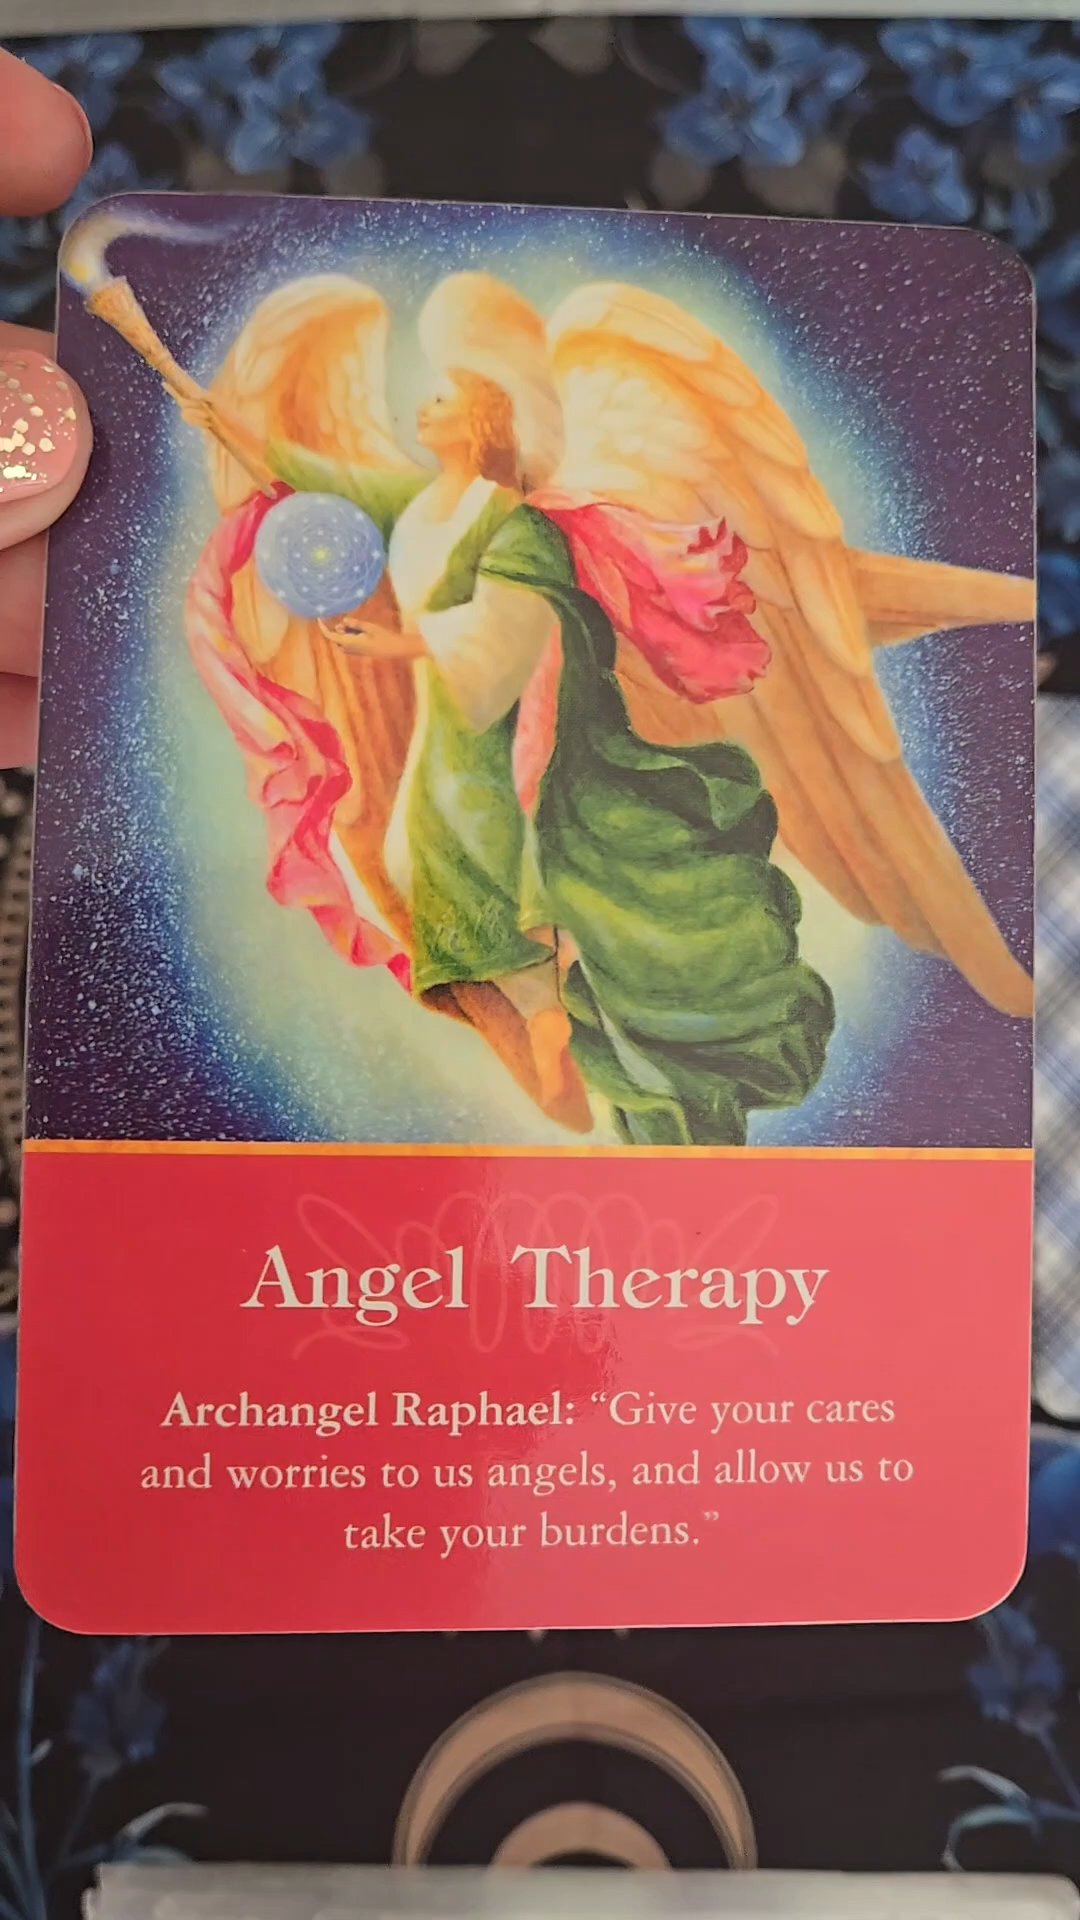 Angel Therapy
Archangel Raphael: “Give your cares
and worries to us angels, and allow us to
take your burdens.”